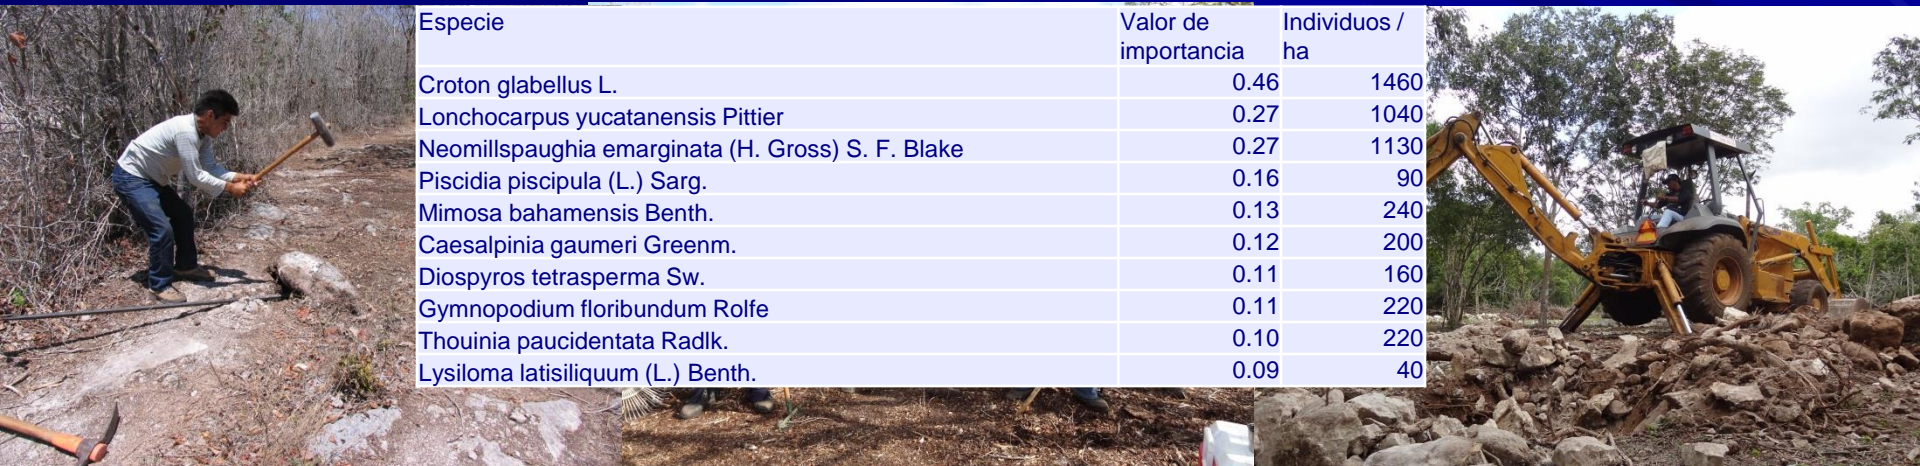 Especie Valor de importancia Individuos / ha
Croton glabellus L. 0.46 1460
Lonchocarpus yucatanensis Pittier 0.27 1040
Neomillspaughia emarginata (H. Gross) S. F. Blake 0.27 1130
Piscidia piscipula (L.) Sarg. 0.16 90
Mimosa bahamensis Benth. 0.13 240
Caesalpinia gaumeri Greenm. 0.12 200
Diospyros tetrasperma Sw. 0.11 160
Gymnopodium floribundum Rolfe 0.11 220
Thouinia paucidentata Radlk. 0.10 220
Lysiloma latisiliquum (L.) Benth. 0.09 40